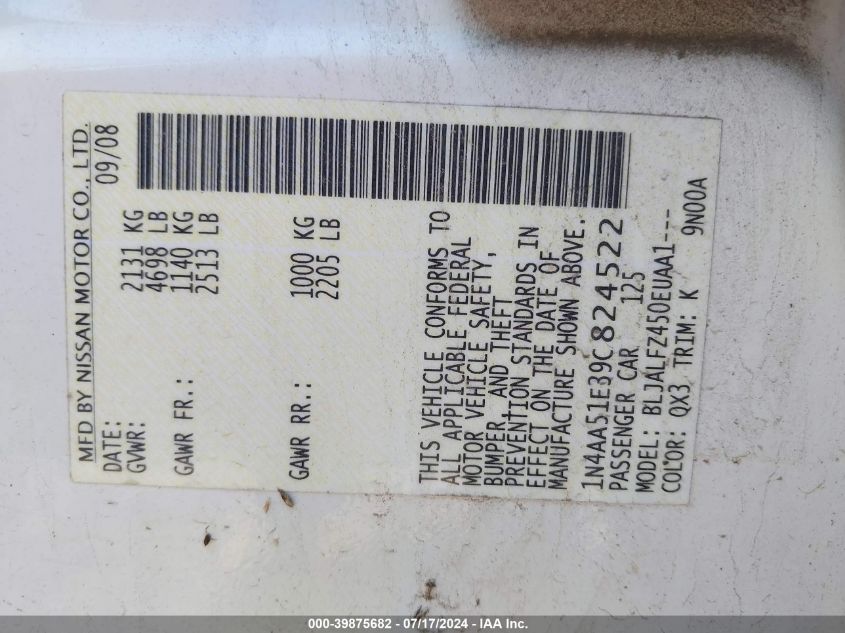 MFD BY NISSAN MOTOR CO., LTD.
DATE: 09/08
GVWR: 2131 KG
4698 LB
GAWR FR.: 1140 KG
2513 LB
GAWR RR.: 1000 KG
2205 LB
THIS VEHICLE CONFORMS TO
ALL APPLICABLE FEDERAL
MOTOR VEHICLE SAFETY,
BUMPER, AND THEFT
PREVENTION STANDARDS IN
EFFECT ON THE DATE OF
MANUFACTURE SHOWN ABOVE.
1N4AA51E39C824522
PASSENGER CAR 125
MODEL: BLJALFZ450EUAA1---
COLOR: QX3 TRIM: K 9N00A
000-39875682 - 07/17/2024 - IAA Inc.